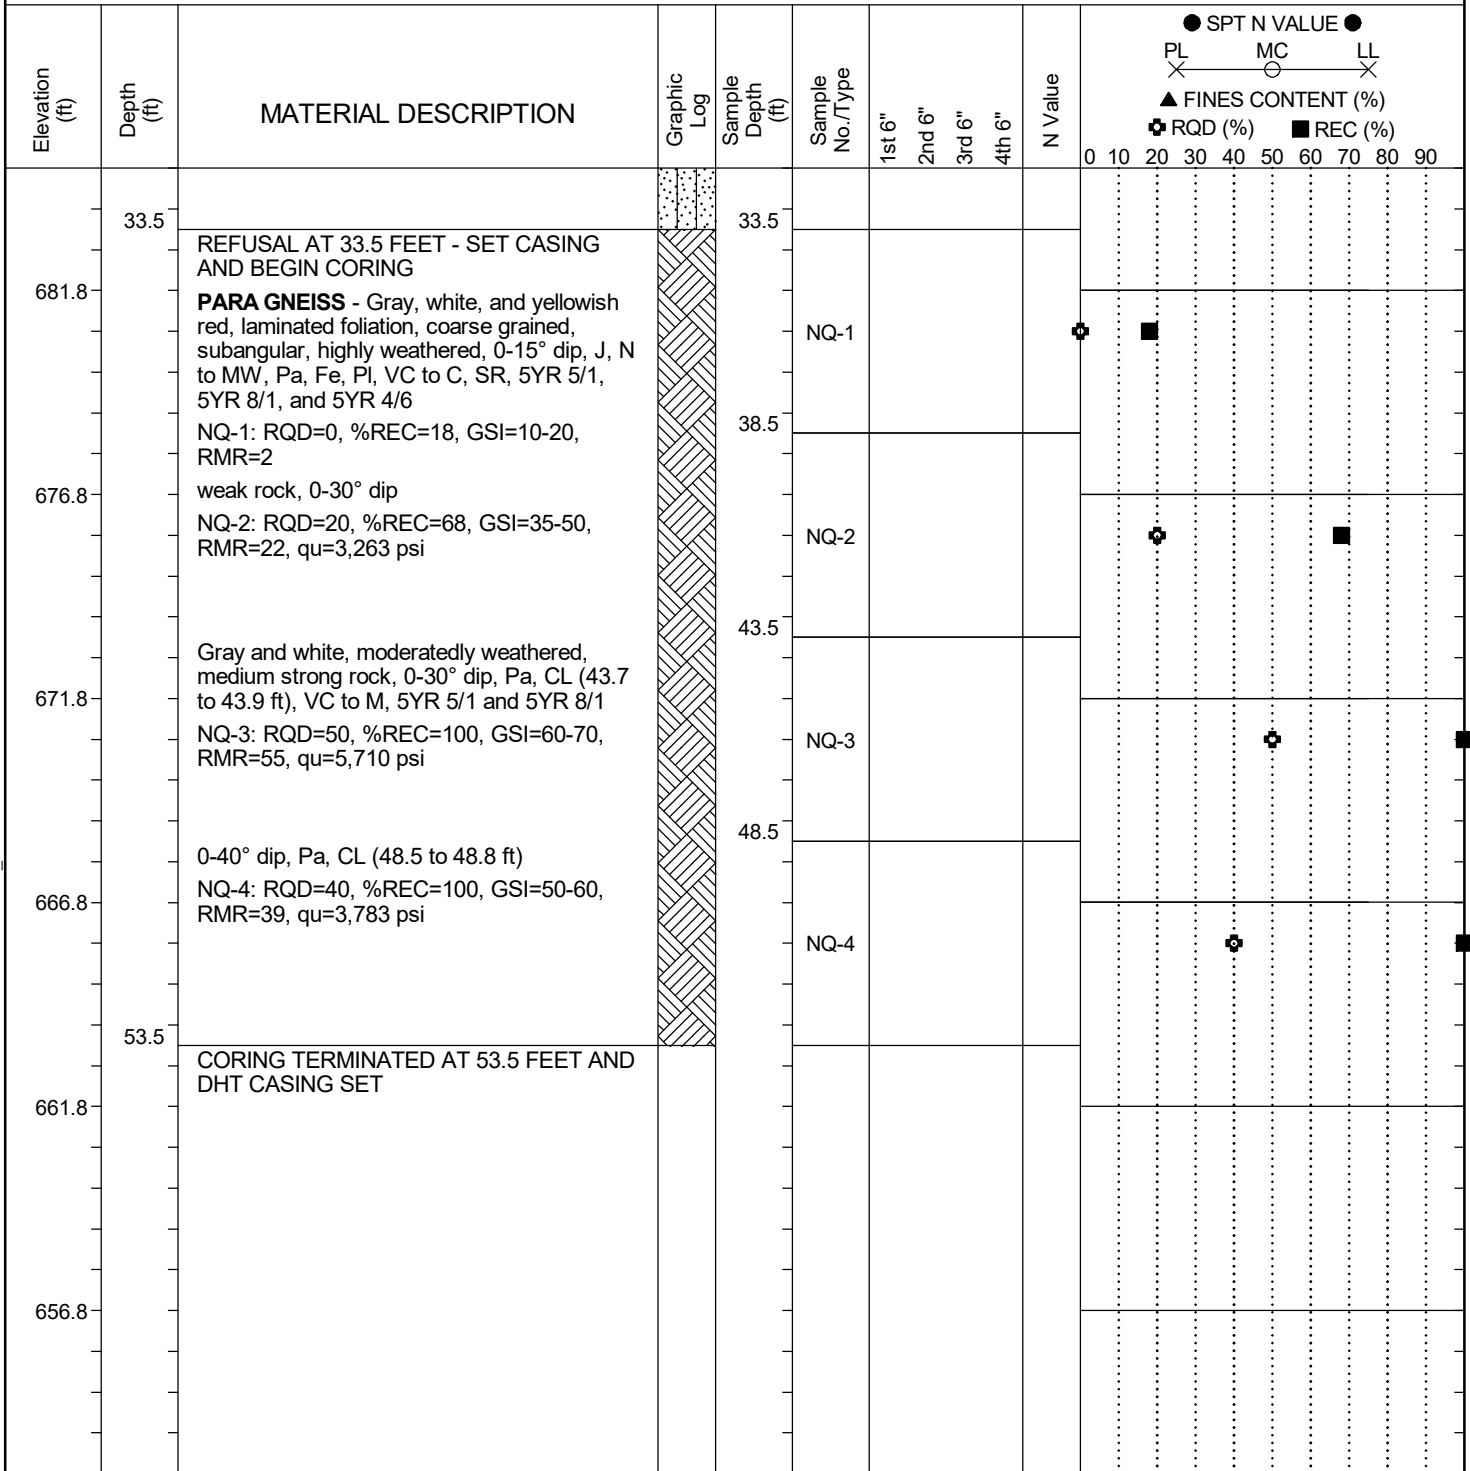 Elevation
(ft)
Depth
(ft)
MATERIAL DESCRIPTION
Graphic
Log
Sample
Depth
(ft)
Sample
No./Type
1st 6"
2nd 6"
3rd 6"
4th 6"
N Value
● SPT N VALUE ●
PL MC LL
▲ FINES CONTENT (%)
RQD (%) ■ REC (%)
0 10 20 30 40 50 60 70 80 90
33.5
33.5
REFUSAL AT 33.5 FEET - SET CASING
AND BEGIN CORING
681.8
PARA GNEISS - Gray, white, and yellowish
red, laminated foliation, coarse grained,
subangular, highly weathered, 0-15° dip, J, N
to MW, Pa, Fe, Pl, VC to C, SR, 5YR 5/1,
5YR 8/1, and 5YR 4/6
NQ-1
38.5
NQ-1: RQD=0, %REC=18, GSI=10-20,
RMR=2
676.8
weak rock, 0-30° dip
NQ-2: RQD=20, %REC=68, GSI=35-50,
RMR=22, qu=3,263 psi
NQ-2
43.5
Gray and white, moderatedly weathered,
medium strong rock, 0-30° dip, Pa, CL (43.7
to 43.9 ft), VC to M, 5YR 5/1 and 5YR 8/1
671.8
NQ-3: RQD=50, %REC=100, GSI=60-70,
RMR=55, qu=5,710 psi
NQ-3
48.5
0-40° dip, Pa, CL (48.5 to 48.8 ft)
666.8
NQ-4: RQD=40, %REC=100, GSI=50-60,
RMR=39, qu=3,783 psi
NQ-4
53.5
CORING TERMINATED AT 53.5 FEET AND
DHT CASING SET
661.8
656.8